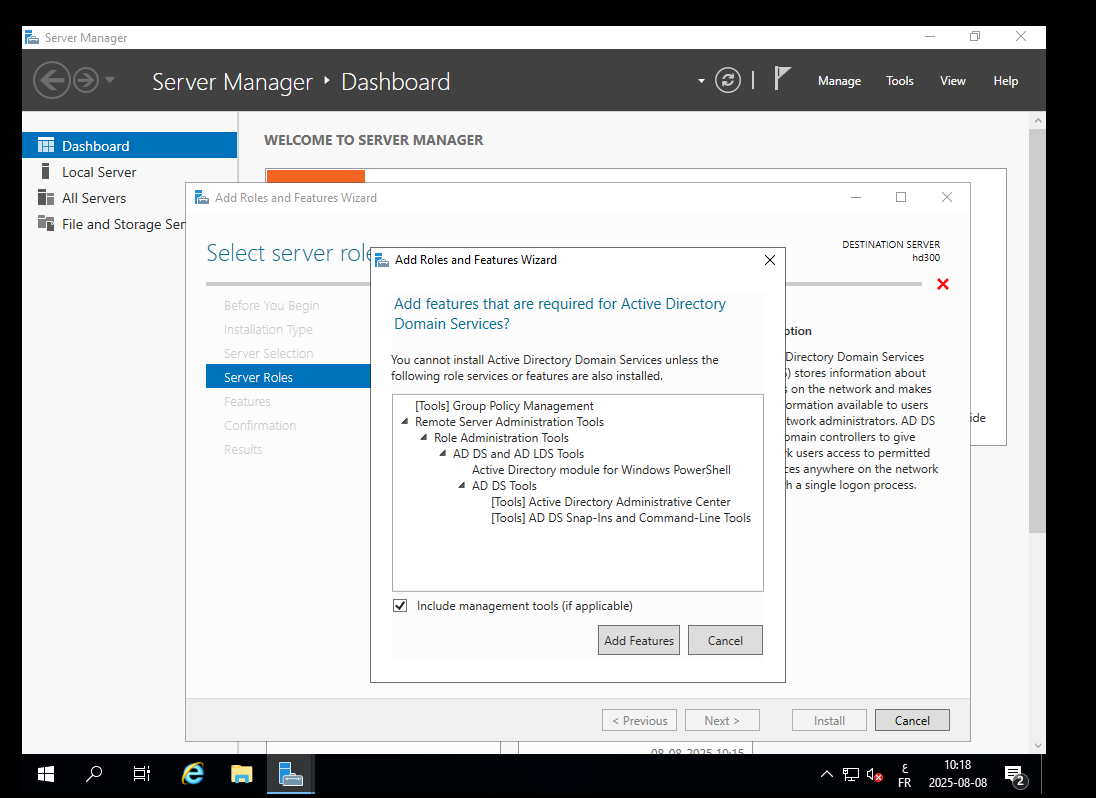 Server Manager
Server Manager ‣ Dashboard
Manage
Tools
View
Help
Dashboard
Local Server
All Servers
File and Storage Ser
WELCOME TO SERVER MANAGER
Add Roles and Features Wizard
Select server role
DESTINATION SERVER
hd300
Before You Begin
Installation Type
Server Selection
Server Roles
Features
Confirmation
Results
Add Roles and Features Wizard
Add features that are required for Active Directory
Domain Services?
You cannot install Active Directory Domain Services unless the
following role services or features are also installed.
[Tools] Group Policy Management
Remote Server Administration Tools
Role Administration Tools
AD DS and AD LDS Tools
Active Directory module for Windows PowerShell
AD DS Tools
[Tools] Active Directory Administrative Center
[Tools] AD DS Snap-Ins and Command-Line Tools
Include management tools (if applicable)
Add Features
Cancel
ption
Directory Domain Services
) stores information about
on the network and makes
ormation available to users
twork administrators. AD DS
omain controllers to give
k users access to permitted
ces anywhere on the network
h a single logon process.
ide
< Previous
Next >
Install
Cancel
08-08-2025 10:15
ع
FR
10:18
2025-08-08
2